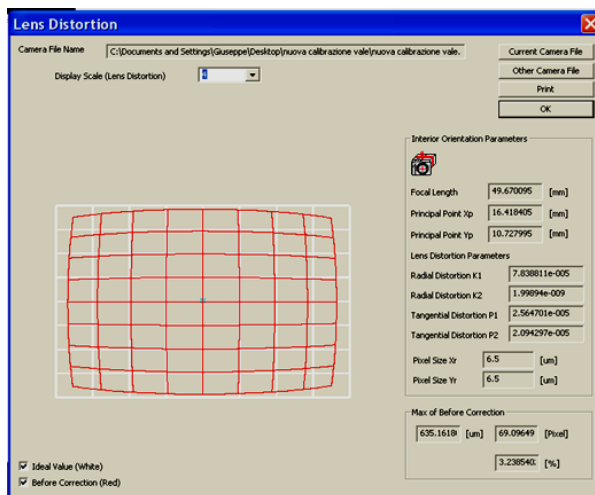 Lens Distortion
Camera File Name C:\Documents and Settings\Giuseppe\Desktop\nuova calibrazione vale\nuova calibrazione vale.
Display Scale (Lens Distortion) 4
Current Camera File
Other Camera File
Print
OK
Interior Orientation Parameters
Focal Length 49.670095 [mm]
Principal Point Xp 16.418405 [mm]
Principal Point Yp 10.727995 [mm]
Lens Distortion Parameters
Radial Distortion K1 7.838811e-005
Radial Distortion K2 1.99894e-009
Tangential Distortion P1 2.564701e-005
Tangential Distortion P2 2.094297e-005
Pixel Size Xr 6.5 [um]
Pixel Size Yr 6.5 [um]
Max of Before Correction
635.1618 [um] 69.09649 [Pixel]
3.238540 [%]
Ideal Value (White)
Before Correction (Red)